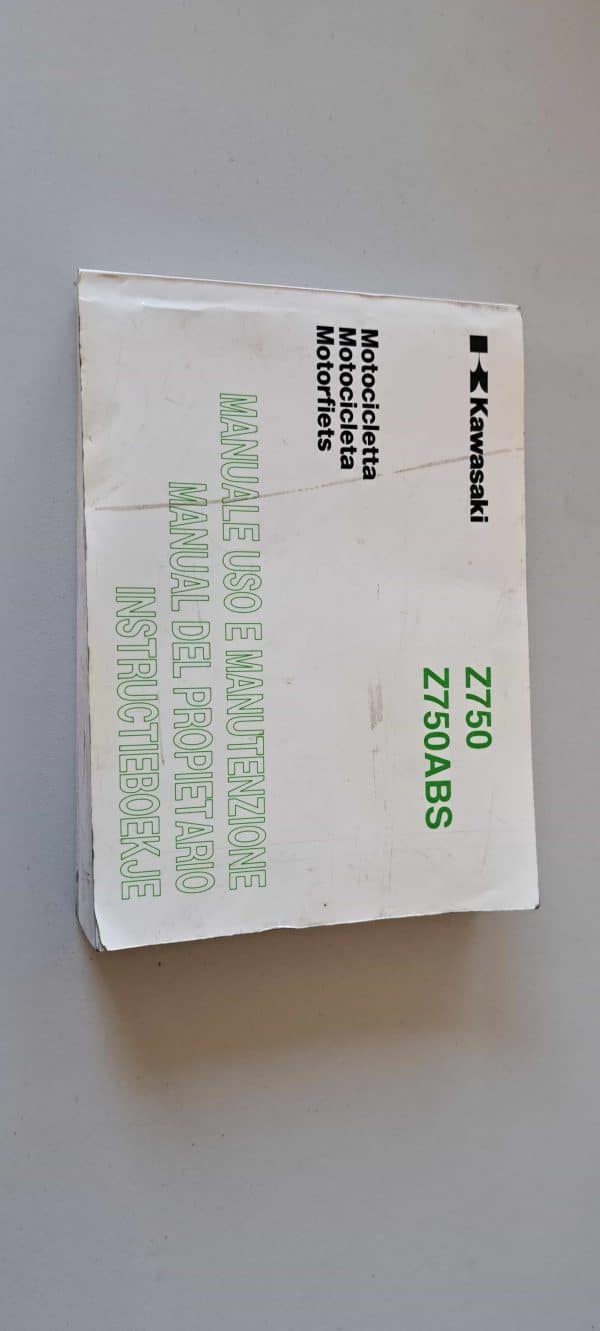 Kawasaki
Z750
Z750ABS
Motocicletta
Motocicleta
Motorfiets
MANUALE USO E MANUTENZIONE
MANUAL DEL PROPIETARIO
INSTRUCTIEBOEKJE